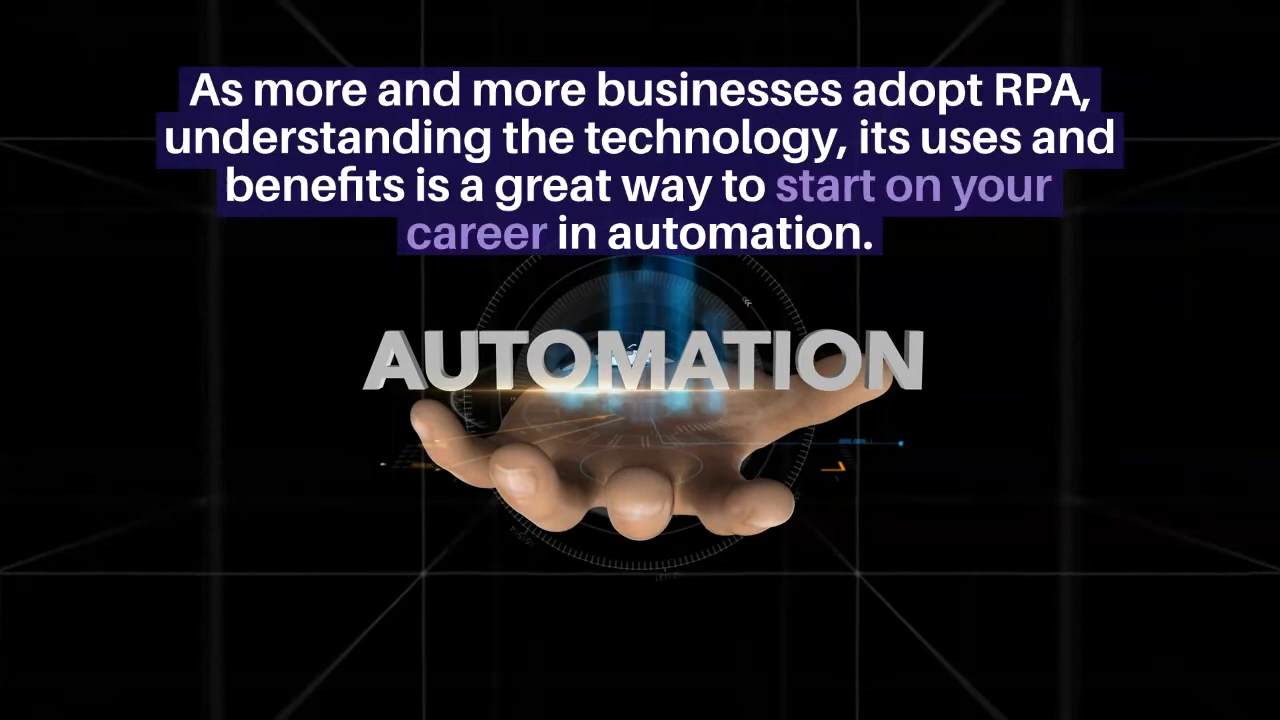 As more and more businesses adopt RPA,
understanding the technology, its uses and
benefits is a great way to start on your
career in automation.
AUTOMATION